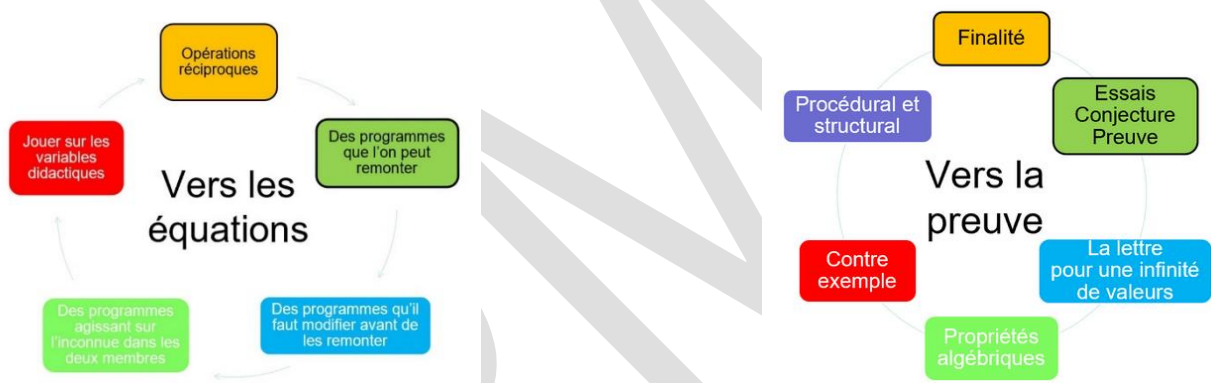 Opérations
réciproques
Des programmes
que l'on peut
remonter
Des programmes qu'il
faut modifier avant de
les remonter
Des programmes
agissant sur
l'inconnue dans les
deux membres
Jouer sur les
variables
didactiques
Vers les
équations
Finalité
Essais
Conjecture
Preuve
La lettre
pour une infinité
de valeurs
Propriétés
algébriques
Contre
exemple
Procédural et
structural
Vers la
preuve